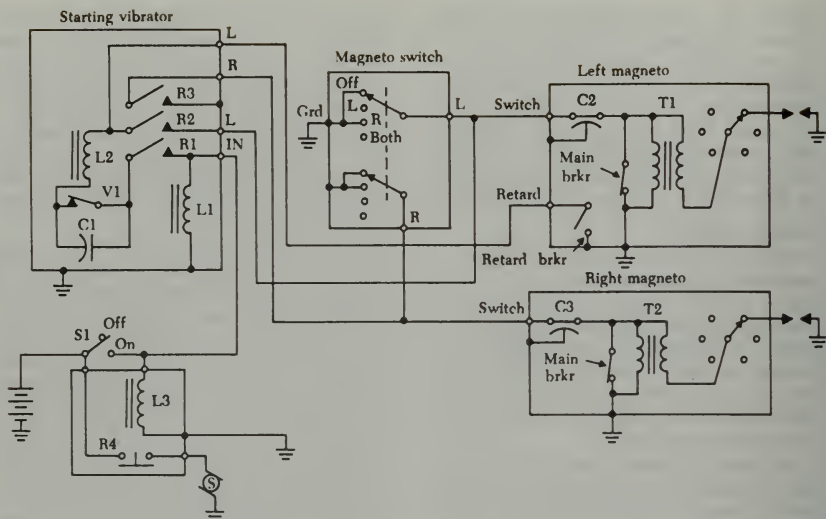 Starting vibrator
L
R
R3
R2
L
R1
IN
L2
V1
C1
L1
Magneto switch
Off
L
Grd
R
Both
L
R
Left magneto
Switch
C2
T1
Main
brkr
Retard
Retard brkr
Right magneto
Switch
C3
T2
Main
brkr
Off
S1
On
L3
R4
S